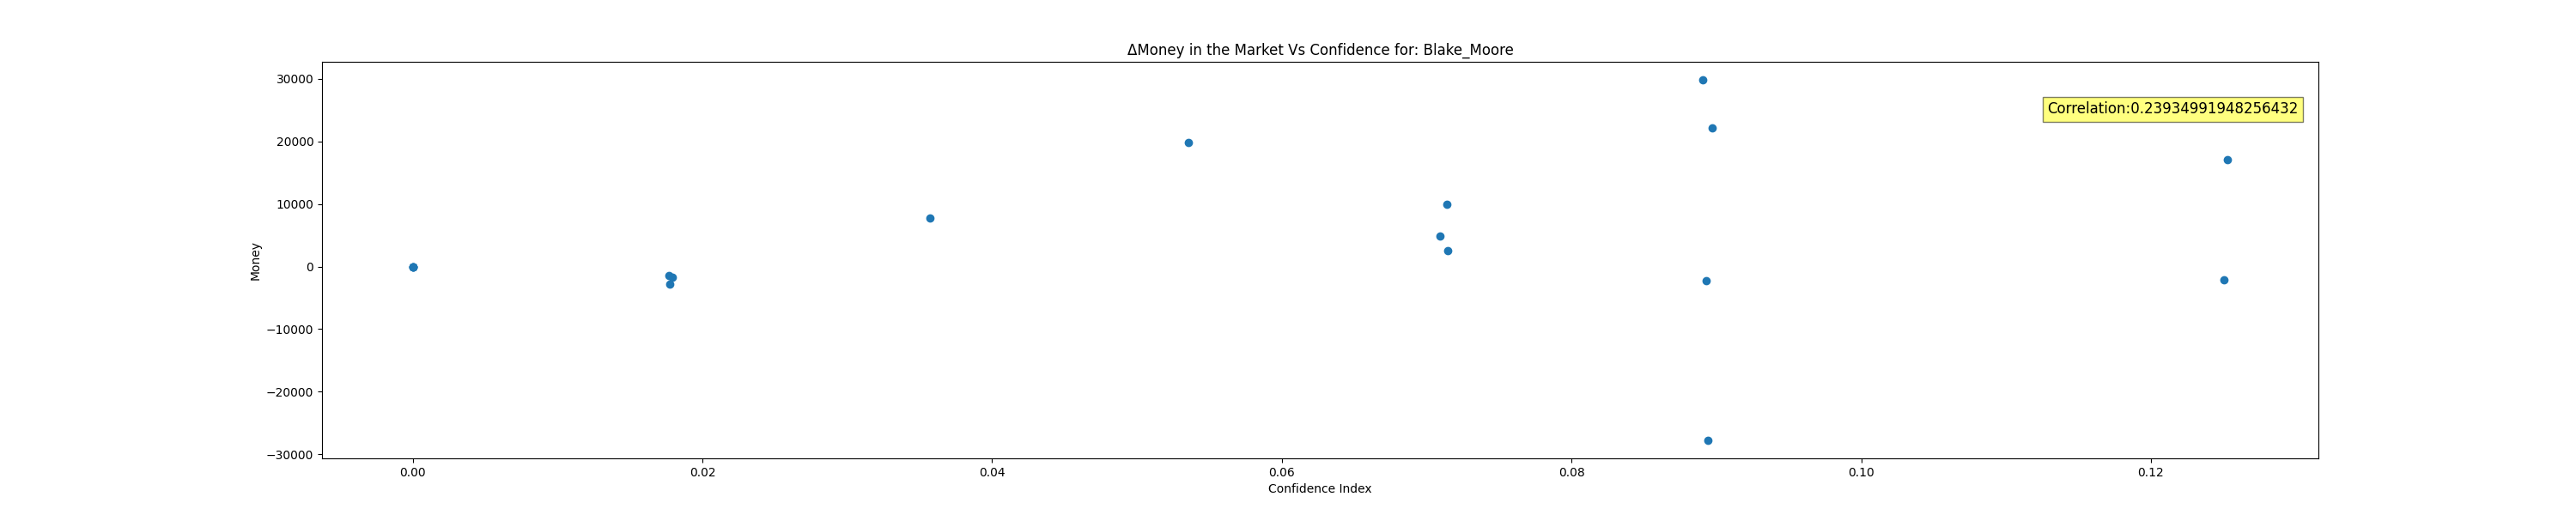 ΔMoney in the Market Vs Confidence for: Blake_Moore
30000
Correlation:0.23934991948256432
20000
10000
Money
0
−10000
−20000
−30000
0.00 0.02 0.04 0.06 0.08 0.10 0.12
Confidence Index